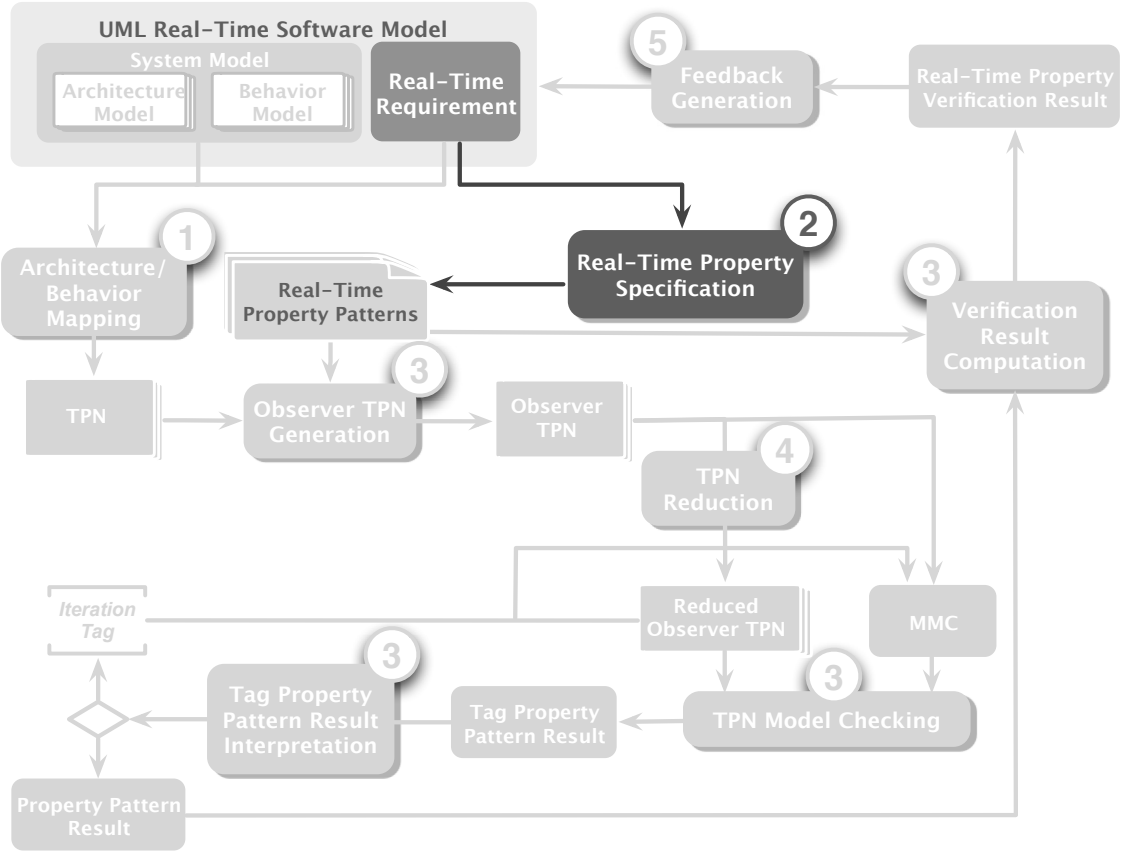 UML Real-Time Software Model
System Model
Architecture
Model
Behavior
Model
Real-Time
Requirement
5
Feedback
Generation
Real-Time Property
Verification Result
1
Architecture/
Behavior
Mapping
Real-Time
Property Patterns
2
Real-Time Property
Specification
3
Verification
Result
Computation
TPN
3
Observer TPN
Generation
Observer
TPN
4
TPN
Reduction
Iteration
Tag
Reduced
Observer TPN
MMC
3
Tag Property
Pattern Result
Interpretation
Tag Property
Pattern Result
3
TPN Model Checking
Property Pattern
Result